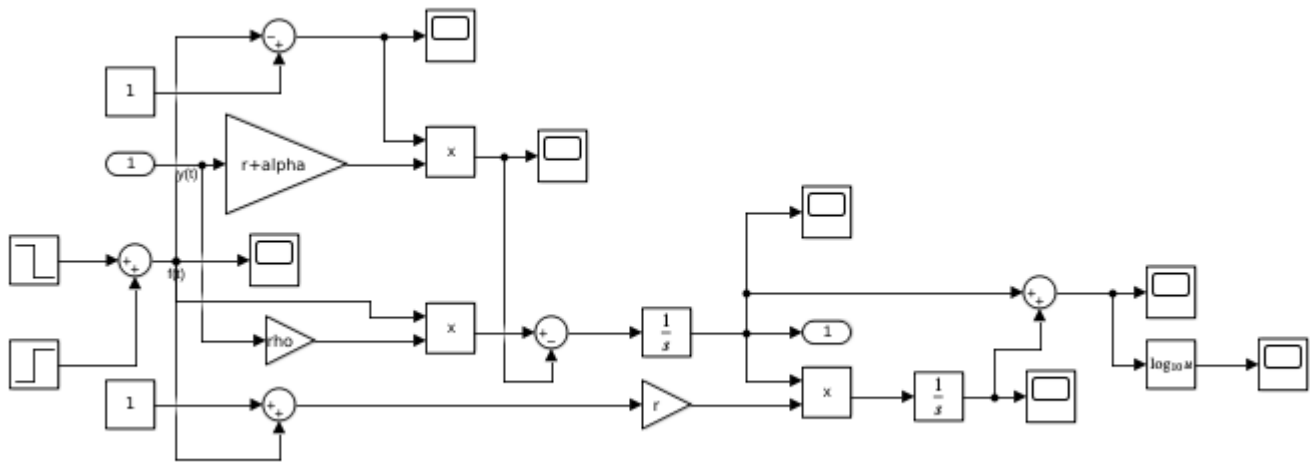 - +
1
1
r+alpha
x
y(t)
+ +
f(t)
rho
x
+ -
1
s
1
+ +
1
+ +
r
x
1
s
log10 u